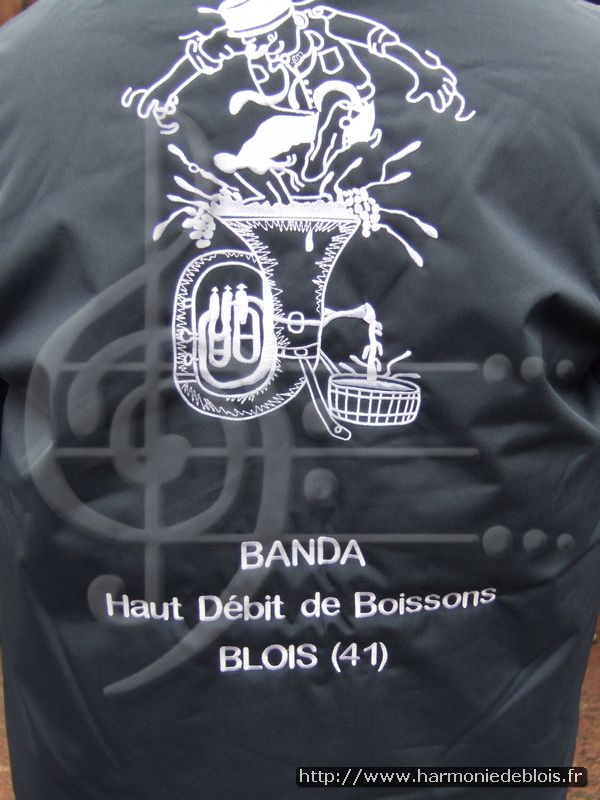 BANDA
Haut Débit de Boissons
BLOIS (41)
http://www.harmoniedeblois.fr